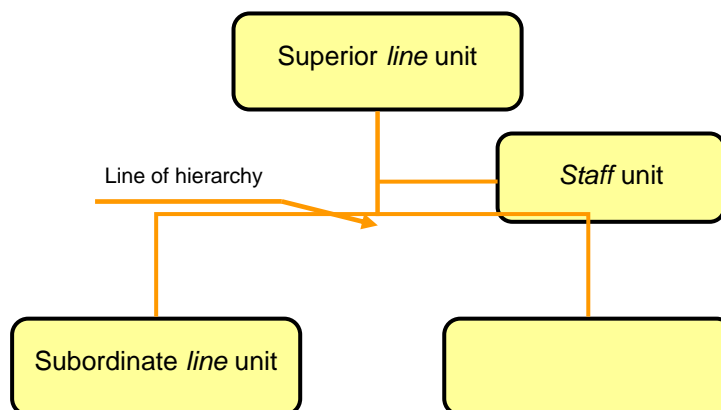 Superior line unit
Staff unit
Line of hierarchy
Subordinate line unit